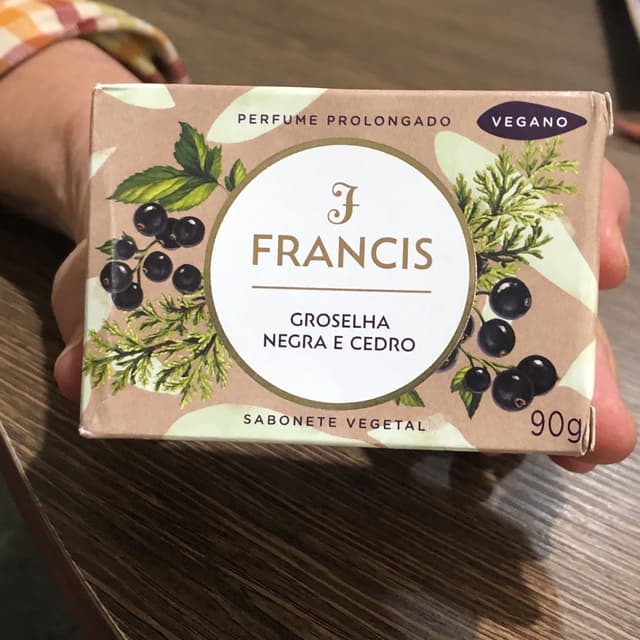 PERFUME PROLONGADO
VEGANO
F
FRANCIS
GROSELHA
NEGRA E CEDRO
SABONETE VEGETAL
90g